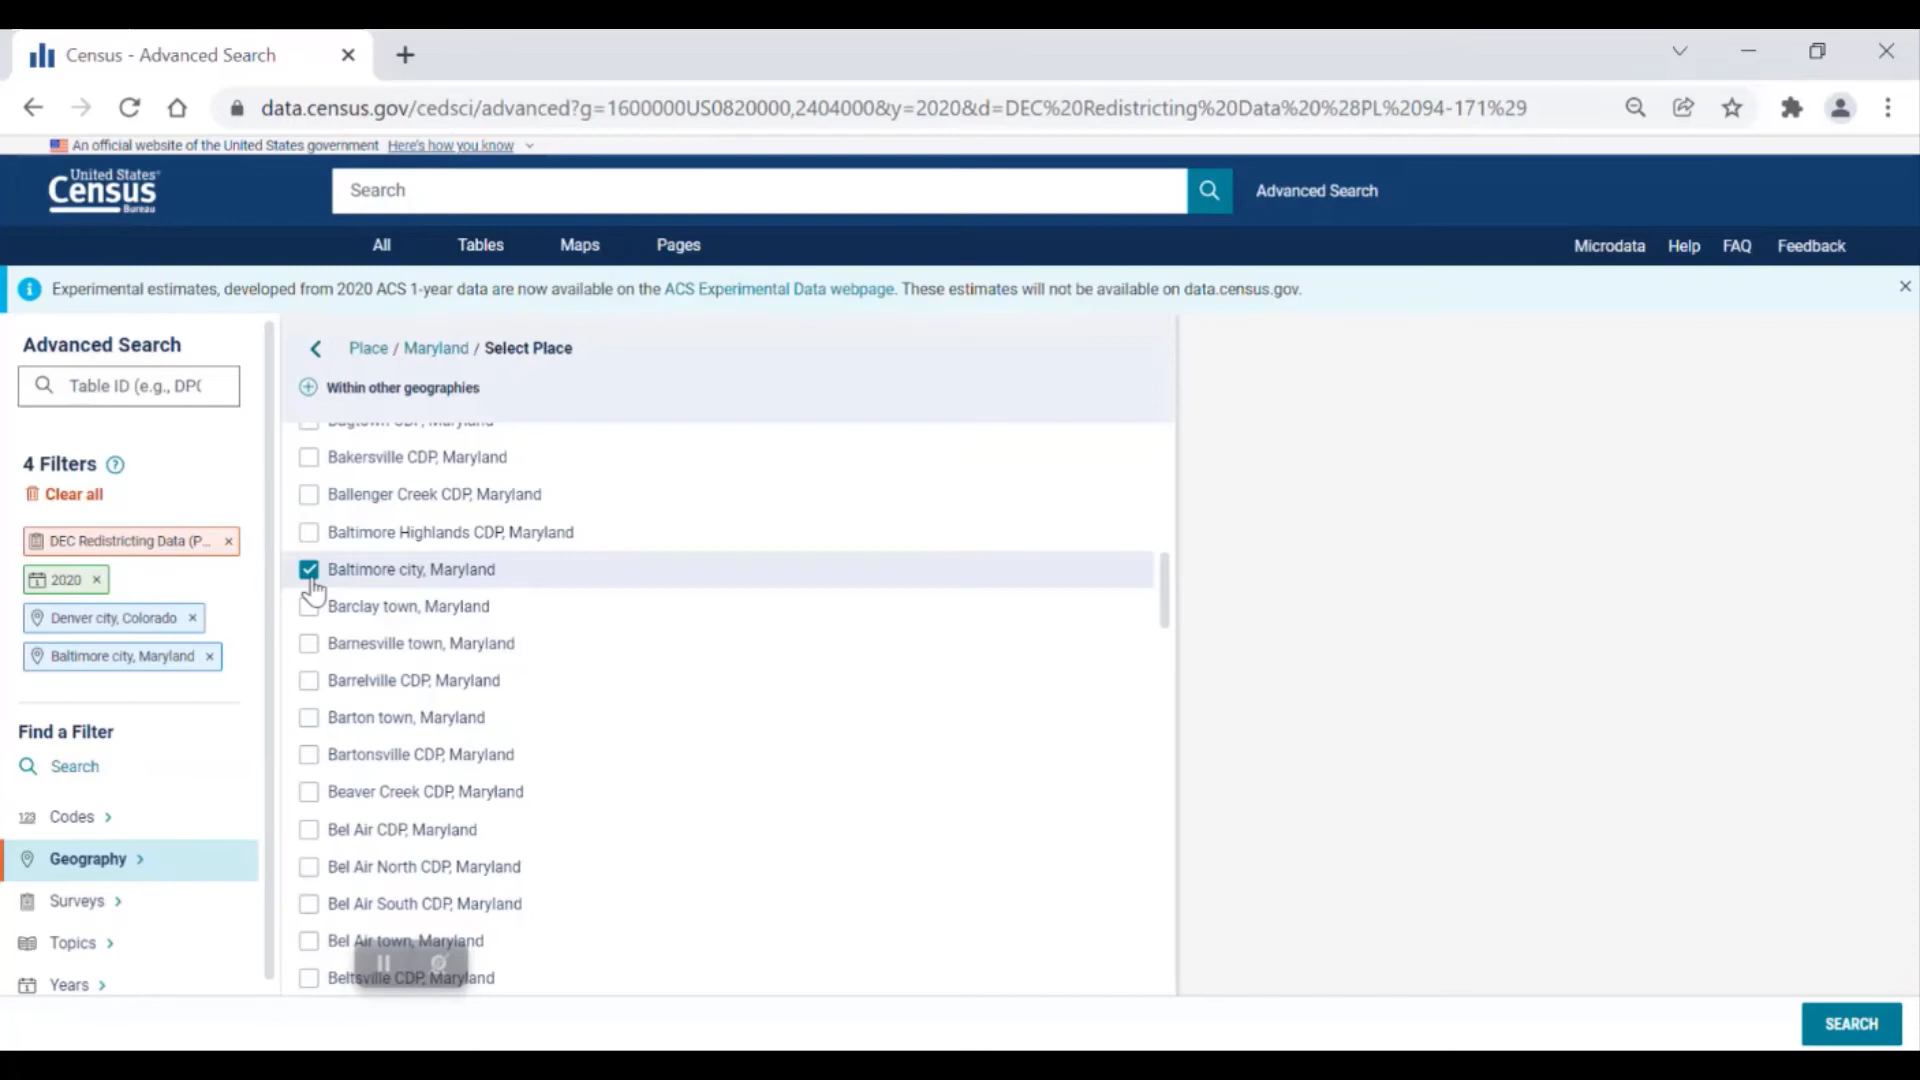 Census - Advanced Search
data.census.gov/cedsci/advanced?g=1600000US0820000,2404000&y=2020&d=DEC%20Redistricting%20Data%20%28PL%2094-171%29
An official website of the United States government Here's how you know
United States®
Census
Bureau
Search
Advanced Search
All Tables Maps Pages
Microdata Help FAQ Feedback
Experimental estimates, developed from 2020 ACS 1-year data are now available on the ACS Experimental Data webpage. These estimates will not be available on data.census.gov.
Advanced Search
Table ID (e.g., DP(
4 Filters
Clear all
DEC Redistricting Data (P...
2020
Denver city, Colorado
Baltimore city, Maryland
Find a Filter
Search
123 Codes
Geography
Surveys
Topics
Years
Place / Maryland / Select Place
Within other geographies
CDP, Maryland
Bakersville CDP, Maryland
Ballenger Creek CDP, Maryland
Baltimore Highlands CDP, Maryland
Baltimore city, Maryland
Barclay town, Maryland
Barnesville town, Maryland
Barrelville CDP, Maryland
Barton town, Maryland
Bartonsville CDP, Maryland
Beaver Creek CDP, Maryland
Bel Air CDP, Maryland
Bel Air North CDP, Maryland
Bel Air South CDP, Maryland
Bel Air town, Maryland
Beltsville CDP, Maryland
SEARCH